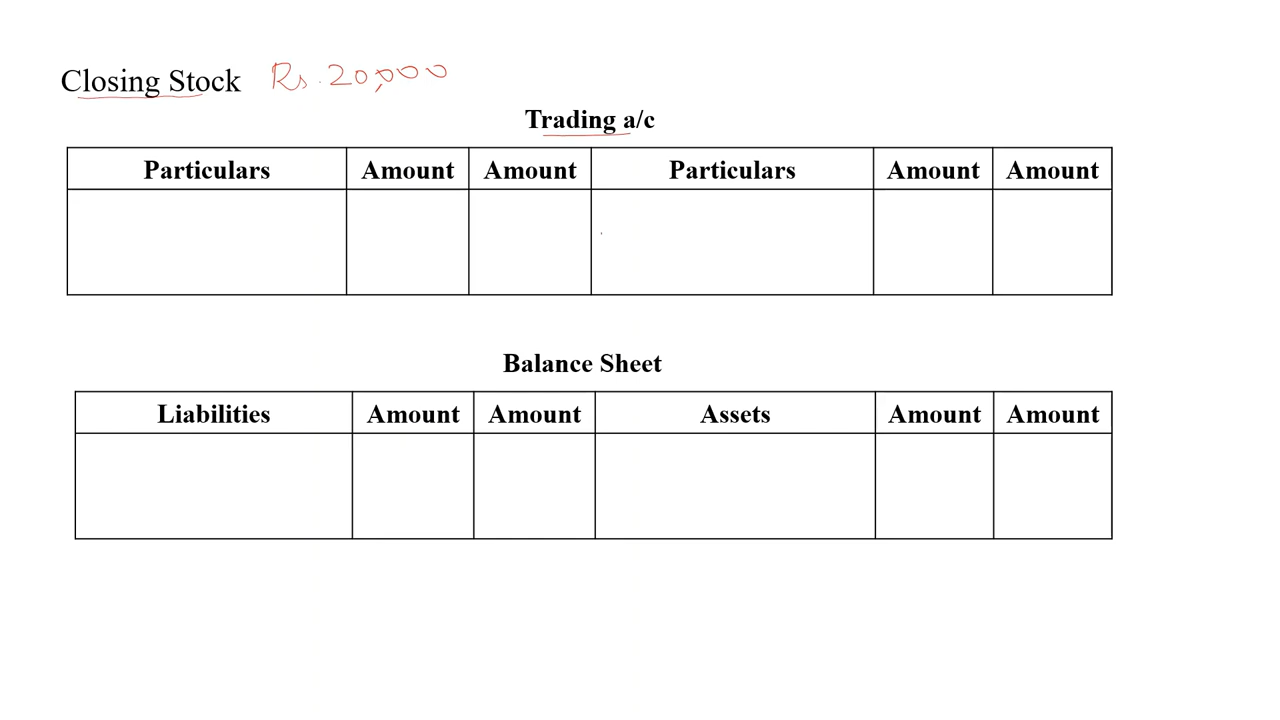 Closing Stock Rs. 20,000
Trading a/c
Particulars Amount Amount Particulars Amount Amount
Balance Sheet
Liabilities Amount Amount Assets Amount Amount